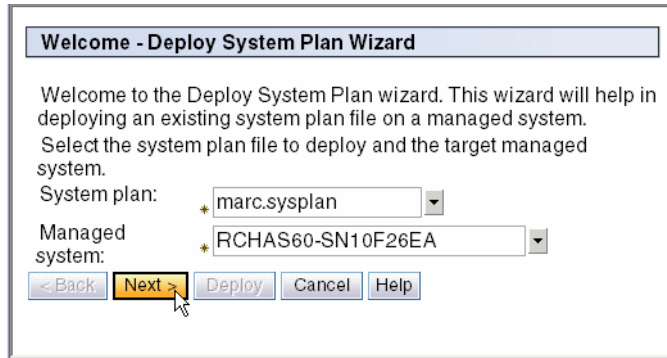 Welcome - Deploy System Plan Wizard
Welcome to the Deploy System Plan wizard. This wizard will help in
deploying an existing system plan file on a managed system.
Select the system plan file to deploy and the target managed
system.
System plan: * marc.sysplan
Managed
system: * RCHAS60-SN10F26EA
< Back Next > Deploy Cancel Help